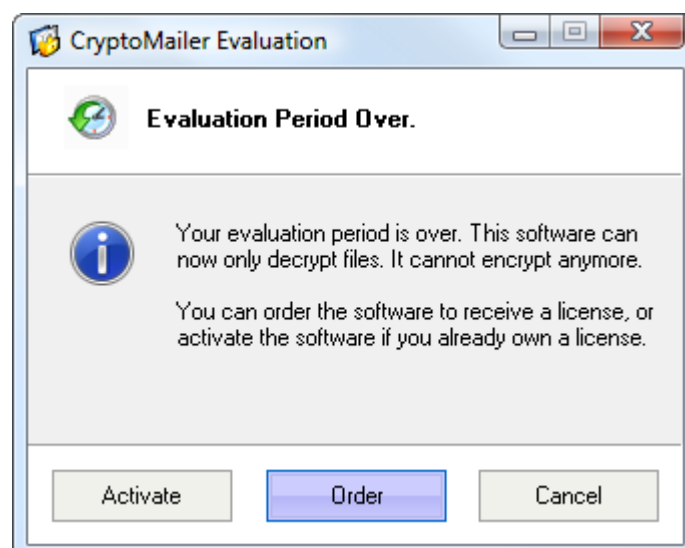 CryptoMailer Evaluation
Evaluation Period Over.
Your evaluation period is over. This software can
now only decrypt files. It cannot encrypt anymore.
You can order the software to receive a license, or
activate the software if you already own a license.
Activate
Order
Cancel